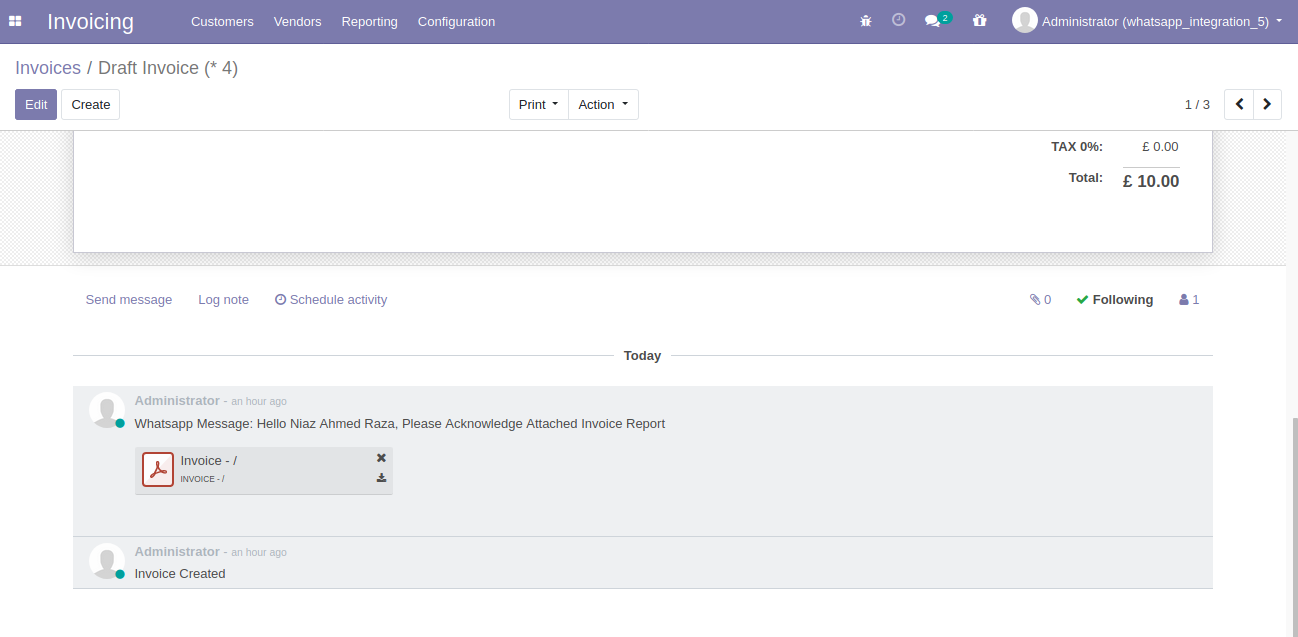 Invoicing Customers Vendors Reporting Configuration 2 Administrator (whatsapp_integration_5)
Invoices / Draft Invoice (* 4)
Edit Create Print Action 1 / 3
TAX 0%: £ 0.00
Total: £ 10.00
Send message Log note Schedule activity 0 Following 1
Today
Administrator - an hour ago
Whatsapp Message: Hello Niaz Ahmed Raza, Please Acknowledge Attached Invoice Report
Invoice - /
INVOICE - /
Administrator - an hour ago
Invoice Created